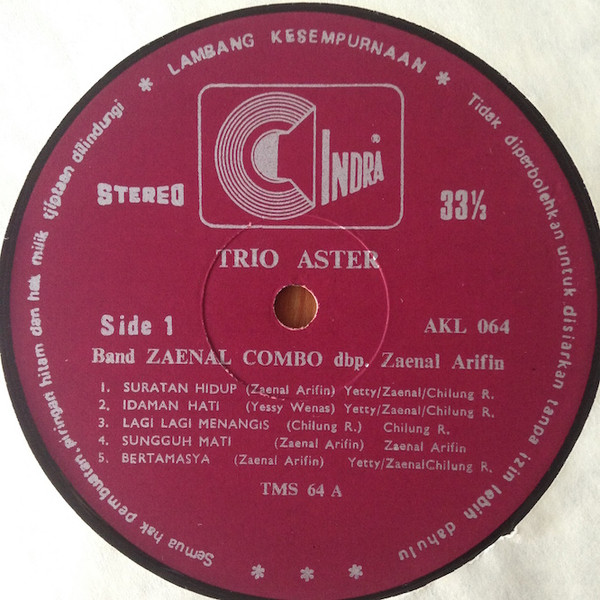 * LAMBANG KESEMPURNAAN *
Tidak diperbolehkan untuk disiarkan tanpa izin lebih dahulu
* * *
Semua hak pembuatan, piringan hitam dan hak milik tjiptaan dilindungi
CINDRA®
STEREO
33⅓
TRIO ASTER
Side 1
AKL 064
Band ZAENAL COMBO dbp. Zaenal Arifin
1. SURATAN HIDUP (Zaenal Arifin) Yetty/Zaenal/Chilung R.
2. IDAMAN HATI (Yessy Wenas) Yetty/Zaenal/Chilung R.
3. LAGI LAGI MENANGIS (Chilung R.) Chilung R.
4. SUNGGUH MATI (Zaenal Arifin) Zaenal Arifin
5. BERTAMASYA (Zaenal Arifin) Yetty/ZaenalChilung R.
TMS 64 A